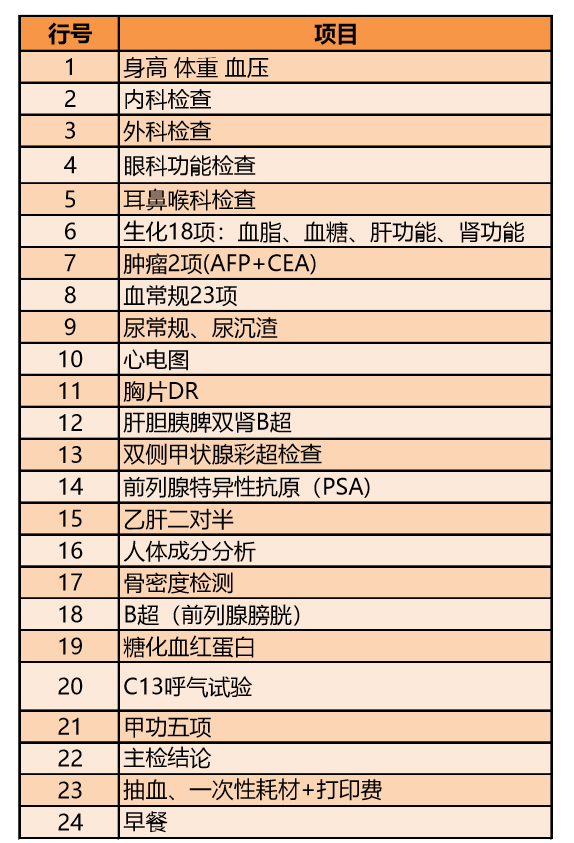 行号 项目
1 身高 体重 血压
2 内科检查
3 外科检查
4 眼科功能检查
5 耳鼻喉科检查
6 生化18项：血脂、血糖、肝功能、肾功能
7 肿瘤2项(AFP+CEA)
8 血常规23项
9 尿常规、尿沉渣
10 心电图
11 胸片DR
12 肝胆胰脾双肾B超
13 双侧甲状腺彩超检查
14 前列腺特异性抗原（PSA)
15 乙肝二对半
16 人体成分分析
17 骨密度检测
18 B超（前列腺膀胱）
19 糖化血红蛋白
20 C13呼气试验
21 甲功五项
22 主检结论
23 抽血、一次性耗材+打印费
24 早餐